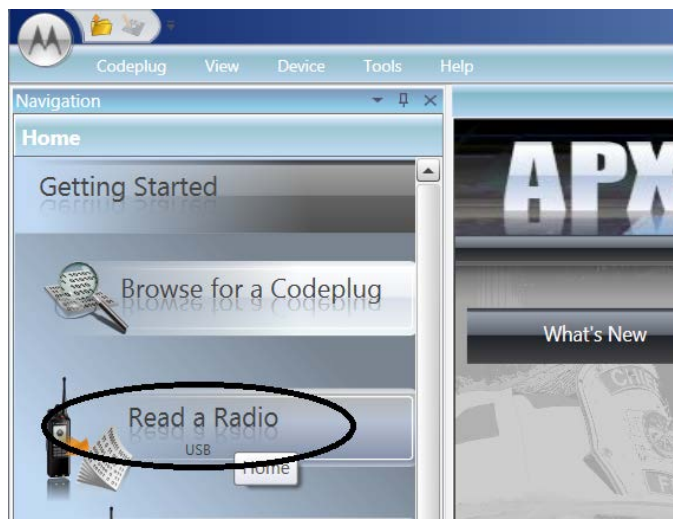 Codeplug View Device Tools Help
Navigation
Home
Getting Started
Browse for a Codeplug
Read a Radio
USB
Home
APX
What's New
CHIEF